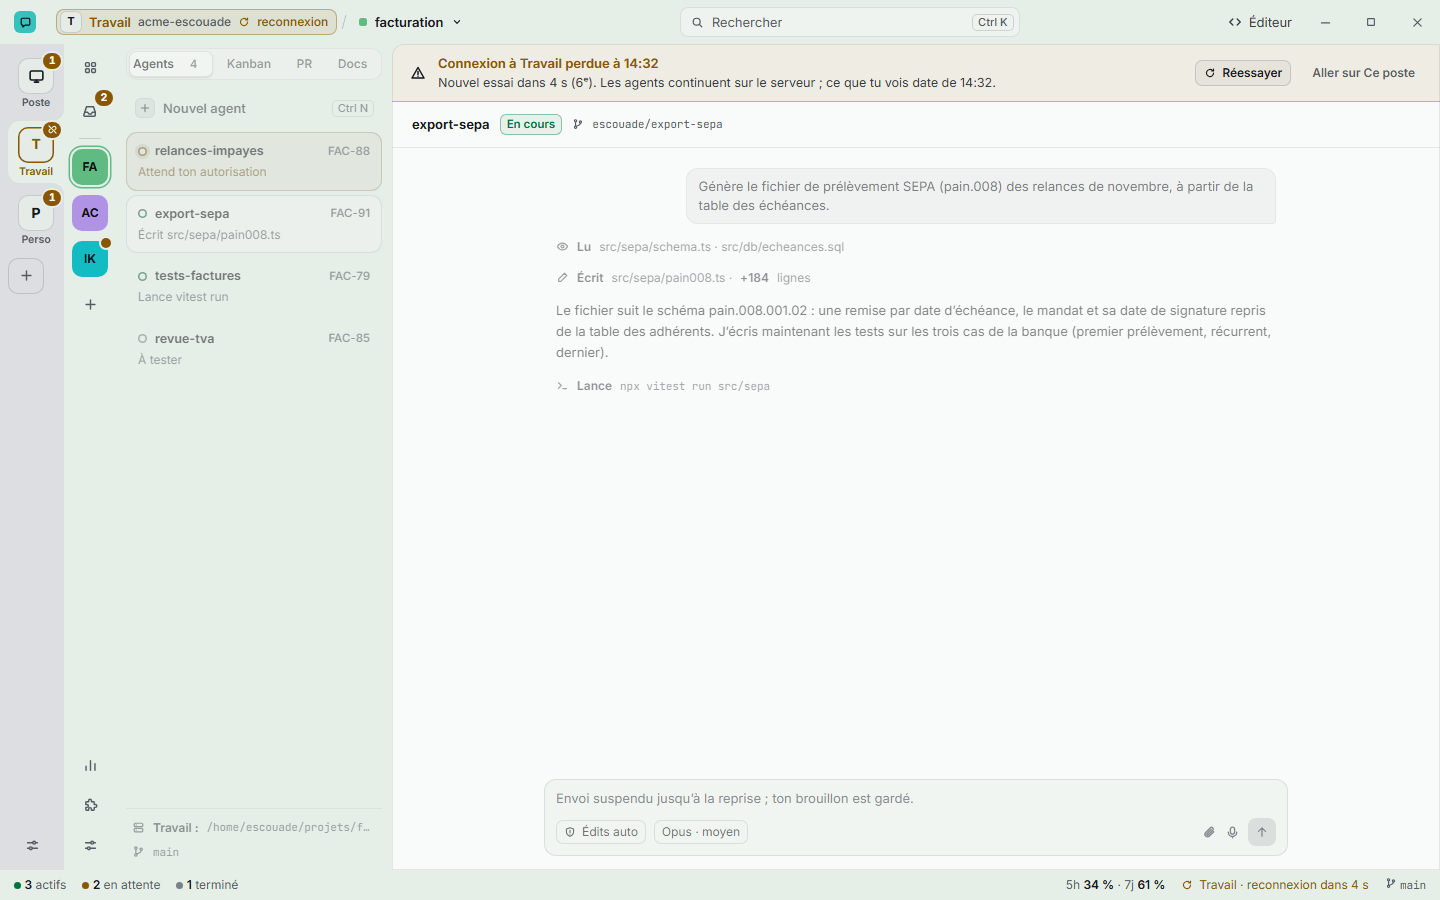 T Travail acme-escouade reconnexion / facturation
Rechercher Ctrl K
Éditeur
1
Poste
T
Travail
1
P
Perso
2
FA
AC
IK
Agents 4 Kanban PR Docs
Nouvel agent Ctrl N
relances-impayes FAC-88
Attend ton autorisation
export-sepa FAC-91
Écrit src/sepa/pain008.ts
tests-factures FAC-79
Lance vitest run
revue-tva FAC-85
À tester
Travail : /home/escouade/projets/f…
main
Connexion à Travail perdue à 14:32
Nouvel essai dans 4 s (6ᵉ). Les agents continuent sur le serveur ; ce que tu vois date de 14:32.
Réessayer
Aller sur Ce poste
export-sepa En cours escouade/export-sepa
Génère le fichier de prélèvement SEPA (pain.008) des relances de novembre, à partir de la
table des échéances.
Lu src/sepa/schema.ts · src/db/echeances.sql
Écrit src/sepa/pain008.ts · +184 lignes
Le fichier suit le schéma pain.008.001.02 : une remise par date d’échéance, le mandat et sa date de signature repris
de la table des adhérents. J’écris maintenant les tests sur les trois cas de la banque (premier prélèvement, récurrent,
dernier).
Lance npx vitest run src/sepa
Envoi suspendu jusqu’à la reprise ; ton brouillon est gardé.
Édits auto
Opus · moyen
3 actifs 2 en attente 1 terminé
5h 34 % · 7j 61 % Travail · reconnexion dans 4 s main